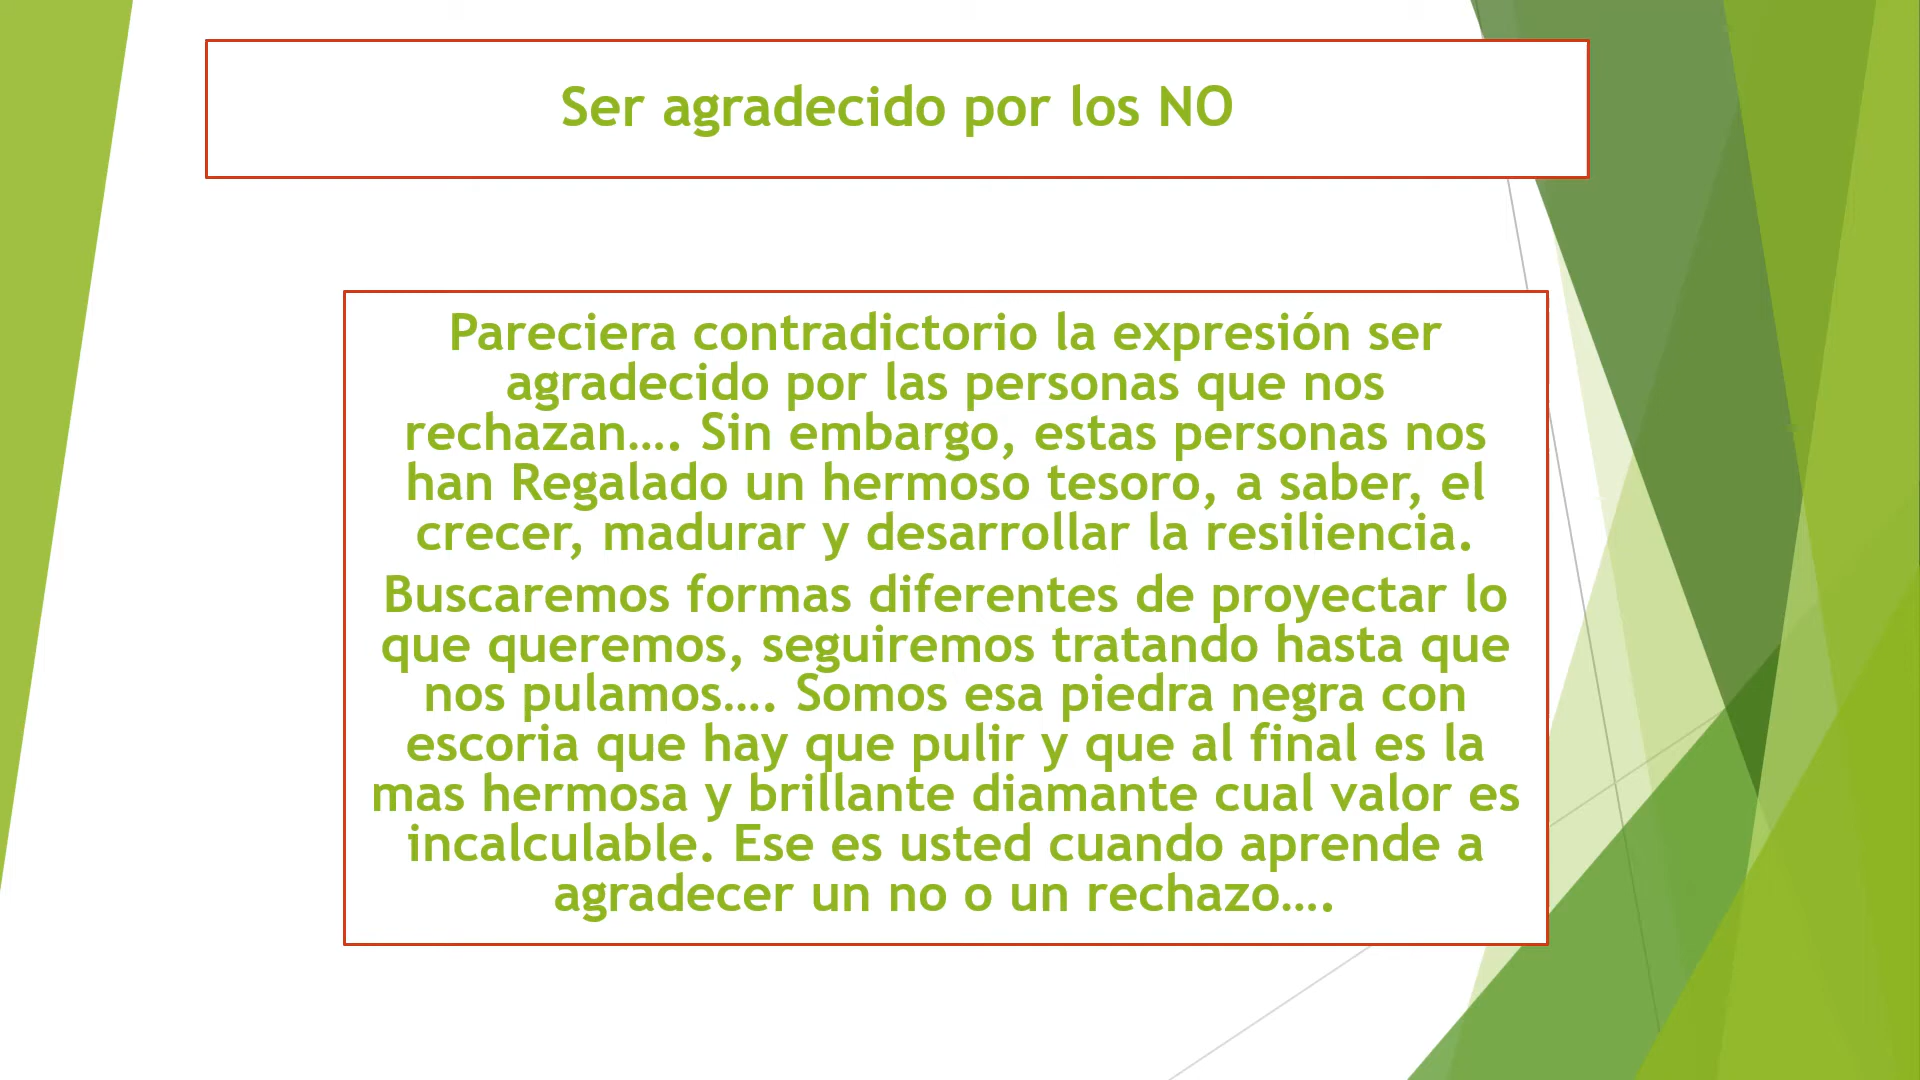 Ser agradecido por los NO
Pareciera contradictorio la expresión ser
agradecido por las personas que nos
rechazan…. Sin embargo, estas personas nos
han Regalado un hermoso tesoro, a saber, el
crecer, madurar y desarrollar la resiliencia.
Buscaremos formas diferentes de proyectar lo
que queremos, seguiremos tratando hasta que
nos pulamos…. Somos esa piedra negra con
escoria que hay que pulir y que al final es la
mas hermosa y brillante diamante cual valor es
incalculable. Ese es usted cuando aprende a
agradecer un no o un rechazo….